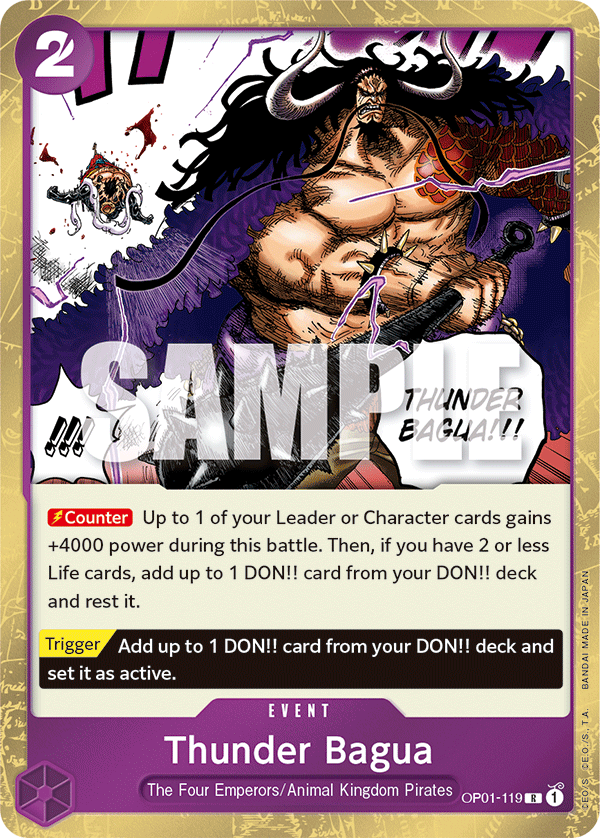 2
THUNDER
BAGUA!!!
!!!
SAMPLE
Counter Up to 1 of your Leader or Character cards gains
+4000 power during this battle. Then, if you have 2 or less
Life cards, add up to 1 DON!! card from your DON!! deck
and rest it.
Trigger Add up to 1 DON!! card from your DON!! deck and
set it as active.
EVENT
Thunder Bagua
The Four Emperors/Animal Kingdom Pirates
OP01-119 R 1
©E.O./S. ©E.O./S., T.A. BANDAI MADE IN JAPAN